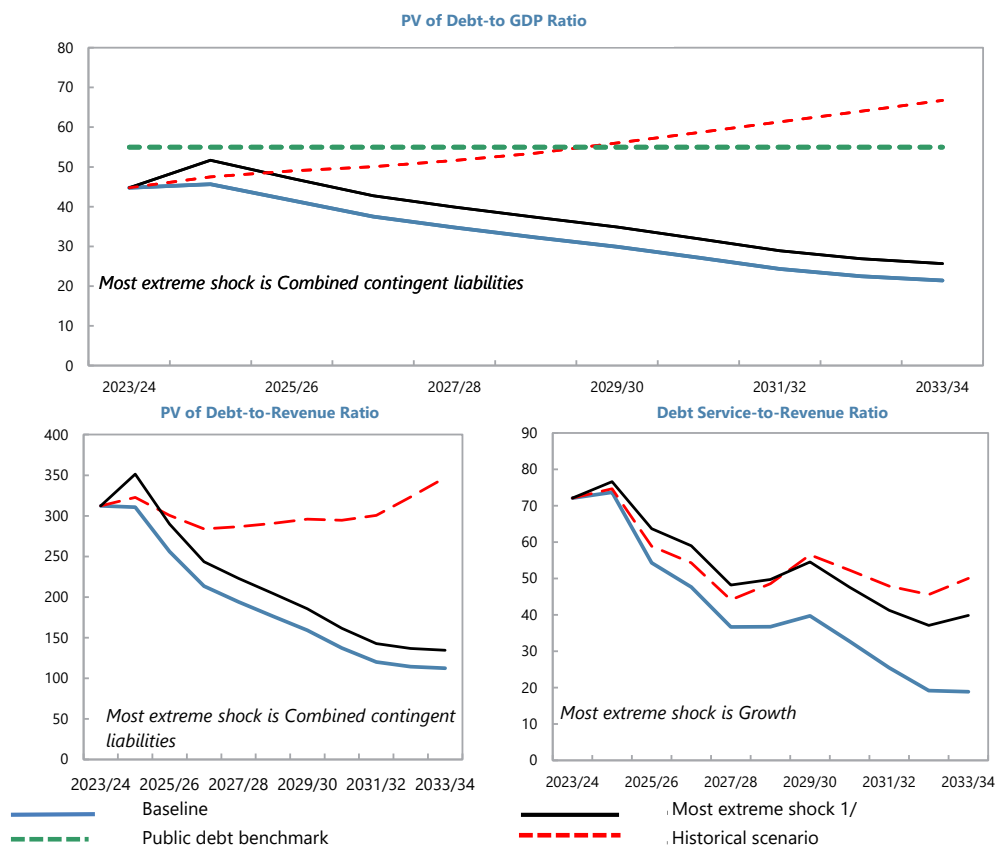 PV of Debt-to GDP Ratio
80
70
60
50
40
30
20
10
0
Most extreme shock is Combined contingent liabilities
2023/24 2025/26 2027/28 2029/30 2031/32 2033/34
PV of Debt-to-Revenue Ratio
400
350
300
250
200
150
100
50
0
Most extreme shock is Combined contingent
liabilities
2023/24 2025/26 2027/28 2029/30 2031/32 2033/34
Debt Service-to-Revenue Ratio
90
80
70
60
50
40
30
20
10
0
Most extreme shock is Growth
2023/24 2025/26 2027/28 2029/30 2031/32 2033/34
Baseline
Most extreme shock 1/
Public debt benchmark
Historical scenario